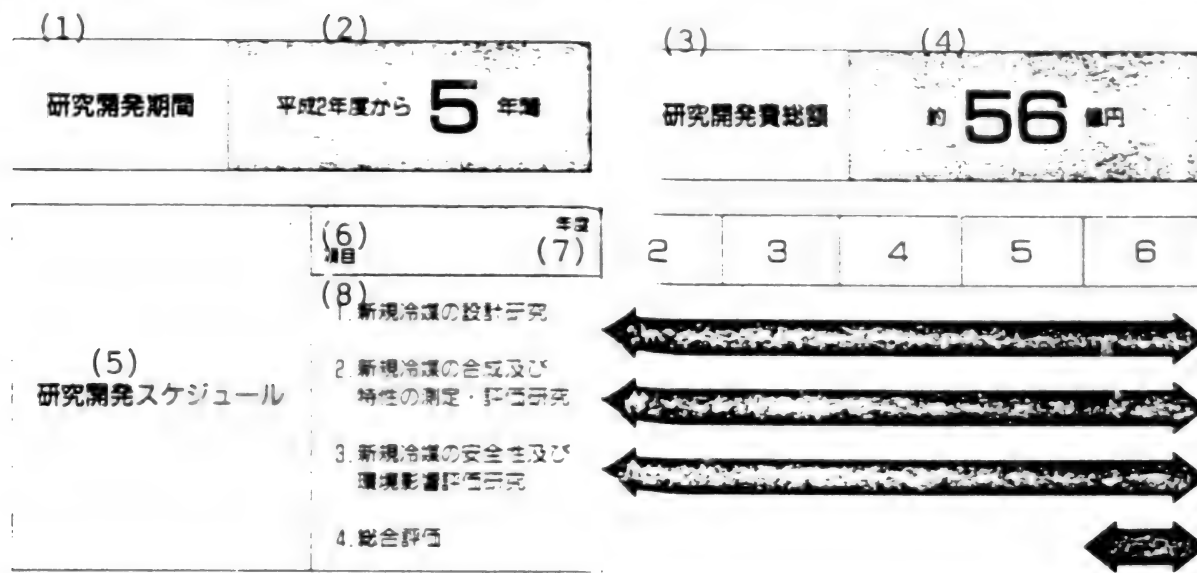 (1)
(2)
(3)
(4)
研究開発期間
平成2年度から 5 年間
研究開発費総額
約 56 億円
(6)
項目
年度
(7)
2 3 4 5 6
(8)
1. 新規冷媒の設計研究
(5)
研究開発スケジュール
2. 新規冷媒の合成及び
特性の測定・評価研究
3. 新規冷媒の安全性及び
環境影響評価研究
4. 総合評価